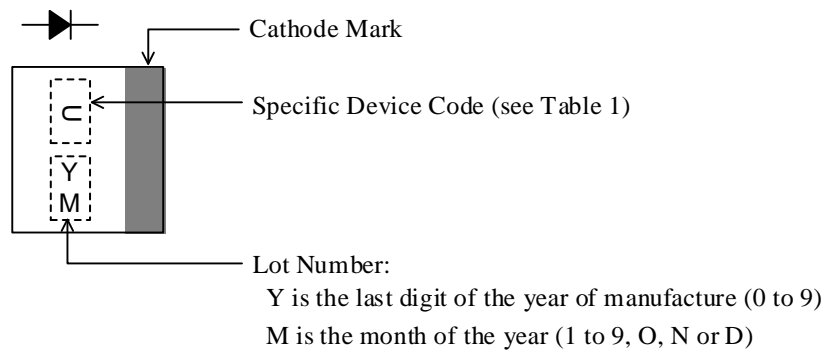 Cathode Mark
U
Specific Device Code (see Table 1)
Y
M
Lot Number:
Y is the last digit of the year of manufacture (0 to 9)
M is the month of the year (1 to 9, O, N or D)